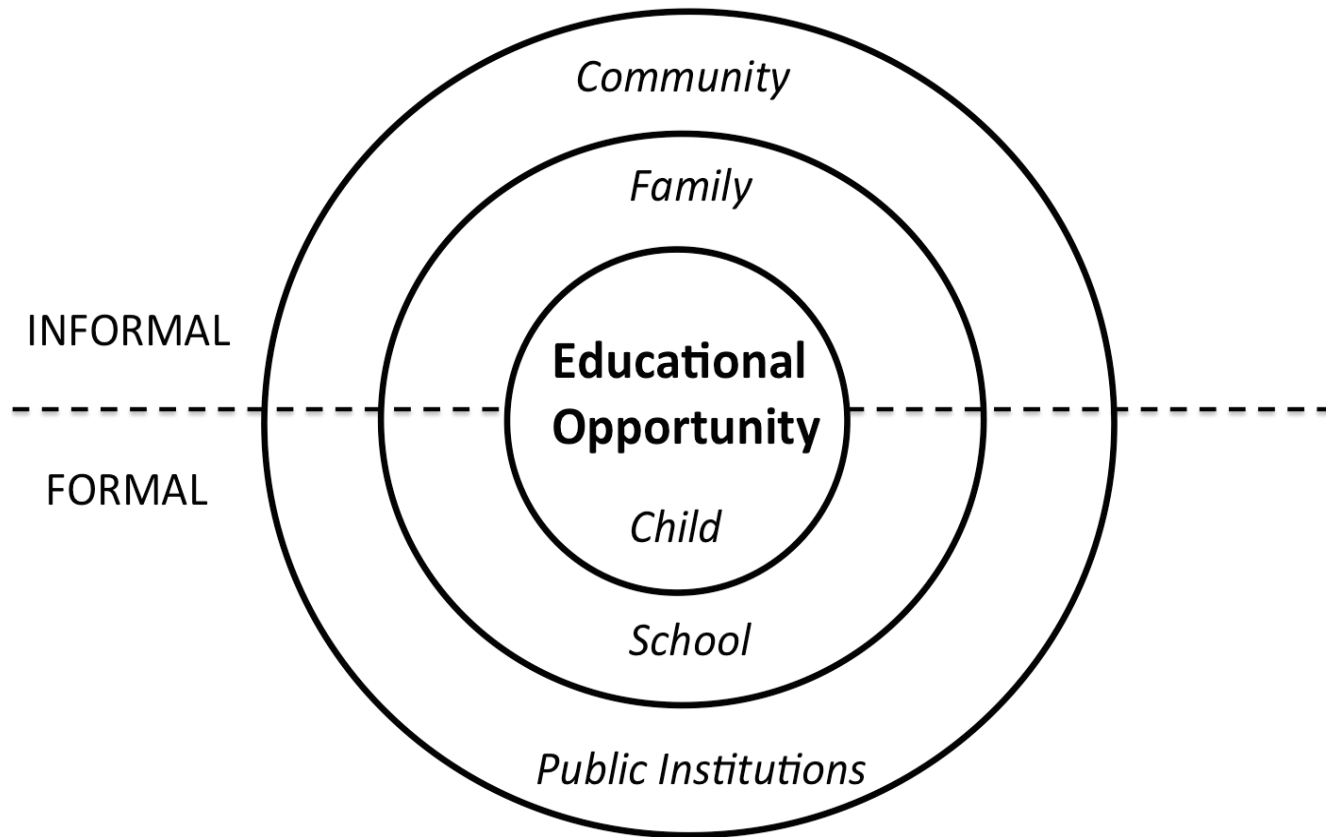 Community
Family
INFORMAL
Educational
Opportunity
FORMAL
Child
School
Public Institutions